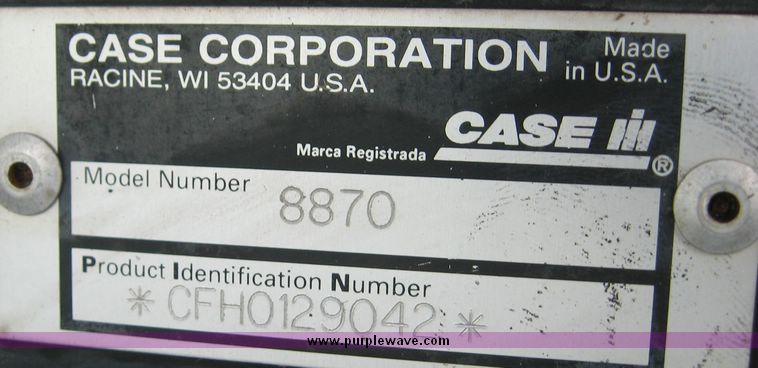 CASE CORPORATION
Made
in U.S.A.
RACINE, WI 53404 U.S.A.
Marca Registrada CASE IH ®
Model Number 8870
Product Identification Number
* CFH0129042 *
www.purplewave.com